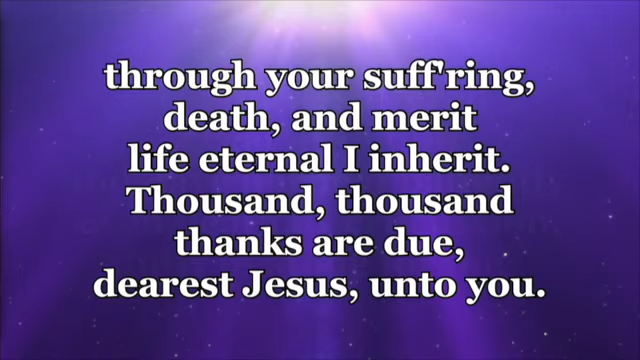 through your suff'ring,
death, and merit
life eternal I inherit.
Thousand, thousand
thanks are due,
dearest Jesus, unto you.